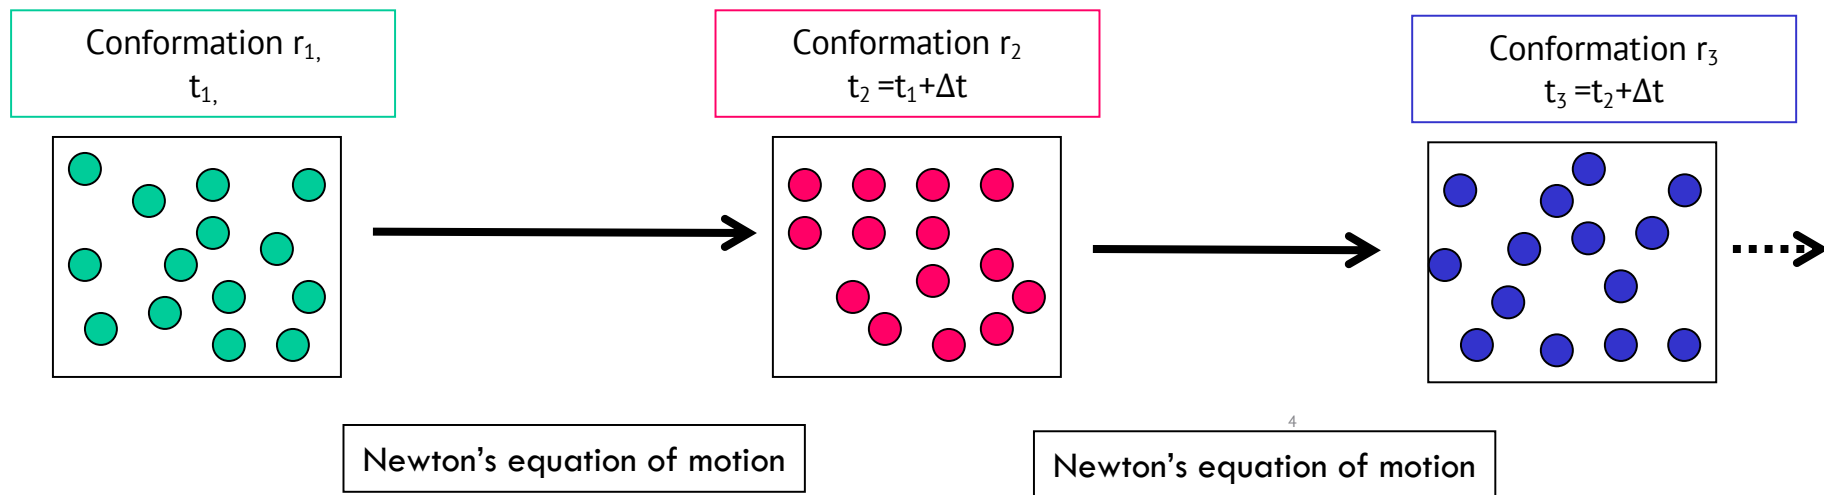 Conformation r₁,
t₁,
Conformation r₂
t₂ =t₁+Δt
Conformation r₃
t₃ =t₂+Δt
4
Newton’s equation of motion
Newton’s equation of motion